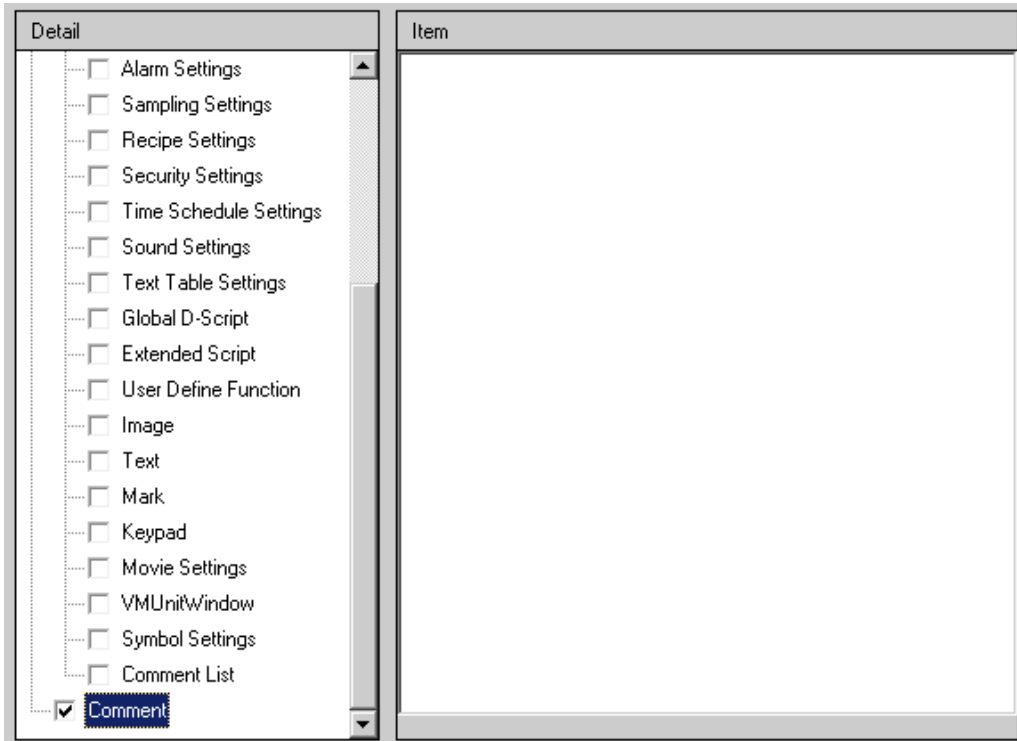 Detail
Item
Alarm Settings
Sampling Settings
Recipe Settings
Security Settings
Time Schedule Settings
Sound Settings
Text Table Settings
Global D-Script
Extended Script
User Define Function
Image
Text
Mark
Keypad
Movie Settings
VMUnitWindow
Symbol Settings
Comment List
Comment